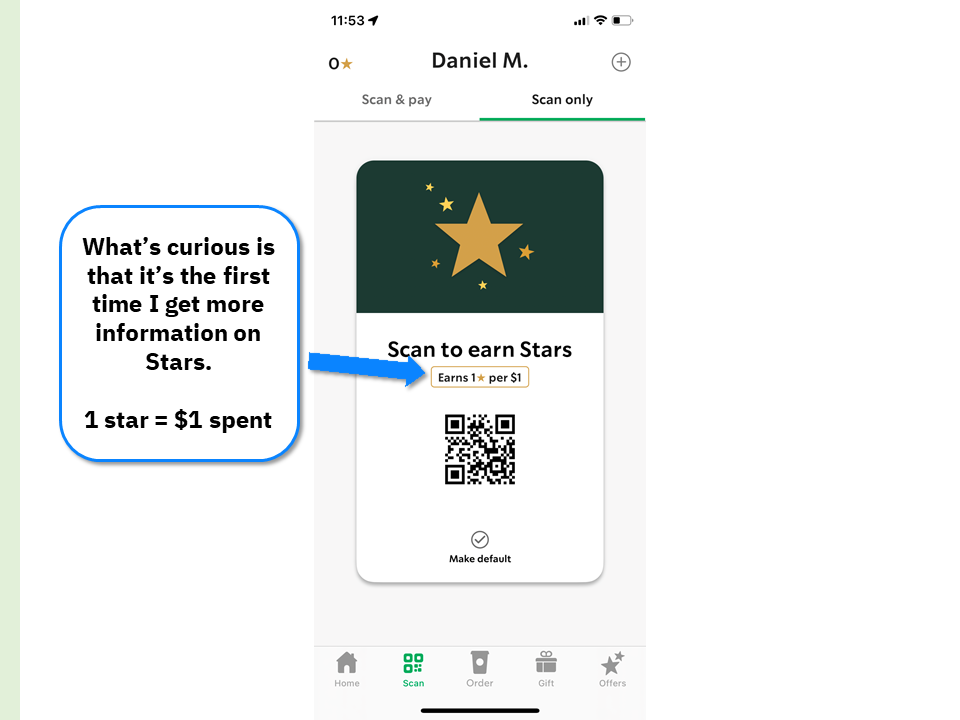 11:53
0★
Daniel M.
Scan & pay
Scan only
What’s curious is
that it’s the first
time I get more
information on
Stars.
1 star = $1 spent
Scan to earn Stars
Earns 1★ per $1
Make default
Home
Scan
Order
Gift
Offers